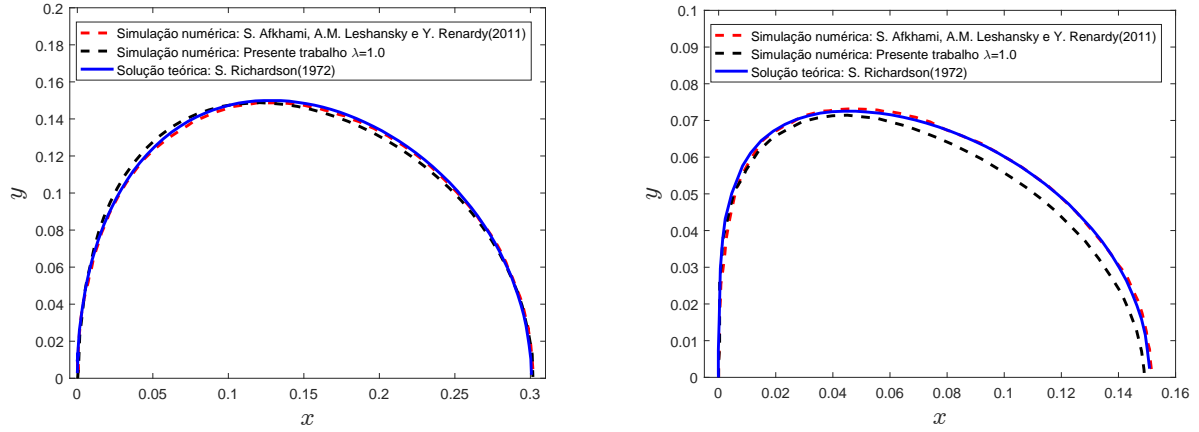 0.2
0.18
0.16
0.14
0.12
0.1
0.08
0.06
0.04
0.02
0
y
Simulação numérica: S. Afkhami, A.M. Leshansky e Y. Renardy(2011)
Simulação numérica: Presente trabalho λ=1.0
Solução teórica: S. Richardson(1972)
0 0.05 0.1 0.15 0.2 0.25 0.3
x
0.1
0.09
0.08
0.07
0.06
0.05
0.04
0.03
0.02
0.01
0
y
Simulação numérica: S. Afkhami, A.M. Leshansky e Y. Renardy(2011)
Simulação numérica: Presente trabalho λ=1.0
Solução teórica: S. Richardson(1972)
0 0.02 0.04 0.06 0.08 0.1 0.12 0.14 0.16
x